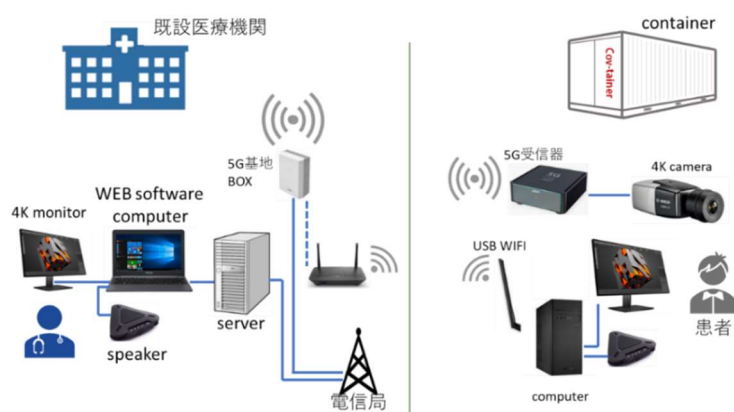 既設医療機関
container
Cov-tainer
5G基地
BOX
5G受信器
4K camera
WEB software
computer
4K monitor
USB WIFI
server
speaker
電信局
患者
computer